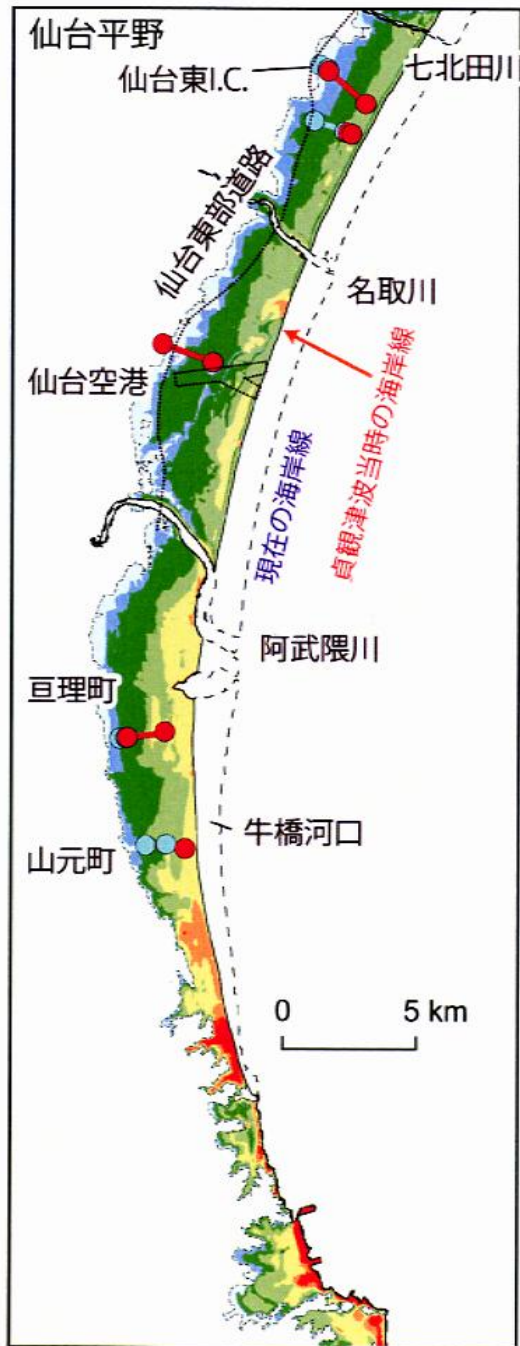 仙台平野
仙台東I.C.
七北田川
仙台東部道路
名取川
仙台空港
現在の海岸線
貞観津波当時の海岸線
阿武隈川
亘理町
牛橋河口
山元町
0 5 km